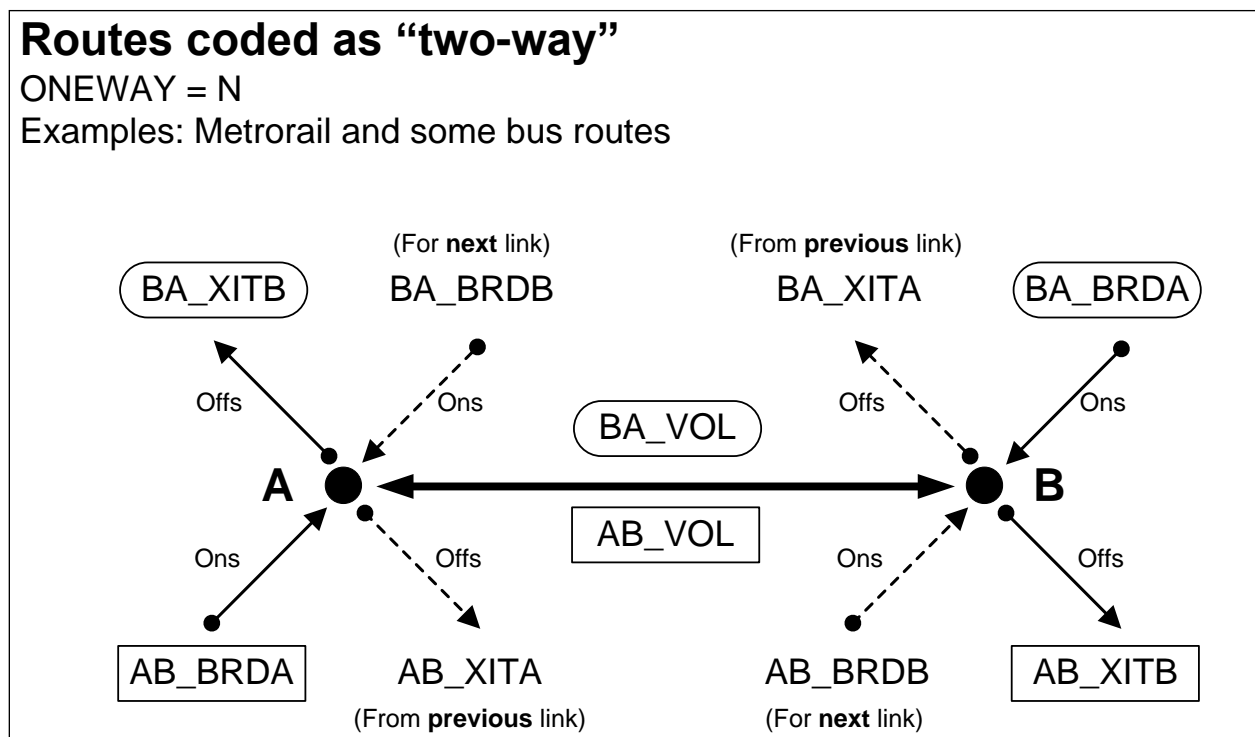 Routes coded as “two-way”
ONEWAY = N
Examples: Metrorail and some bus routes
(For next link)
(From previous link)
BA_XITB
BA_BRDB
BA_XITA
BA_BRDA
Offs
Ons
Offs
Ons
BA_VOL
A
B
AB_VOL
Ons
Offs
Ons
Offs
AB_BRDA
AB_XITA
AB_BRDB
AB_XITB
(From previous link)
(For next link)